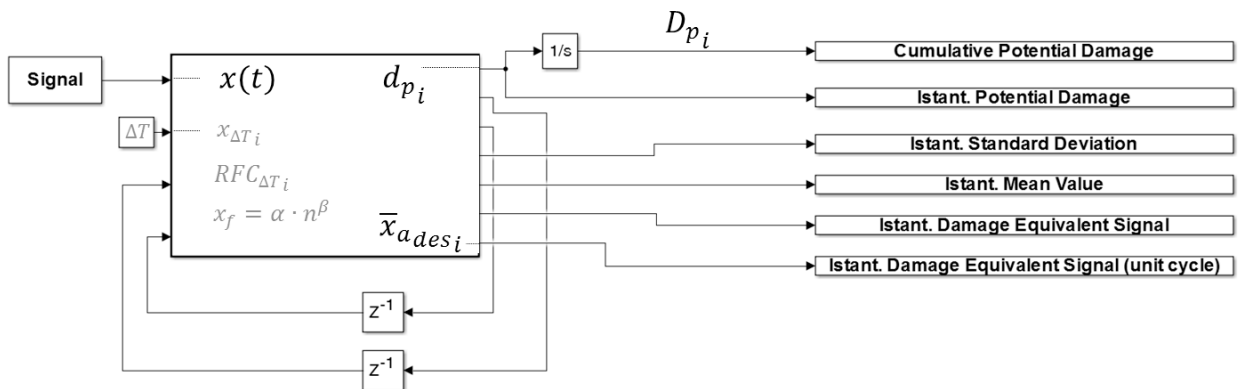 D_{p_i}
1/s
Cumulative Potential Damage
Signal
x(t)
d_{p_i}
Istant. Potential Damage
ΔT
x_{ΔT_i}
Istant. Standard Deviation
RFC_{ΔT_i}
Istant. Mean Value
x_f = α · n^β
x̅_{a_{des_i}}
Istant. Damage Equivalent Signal
Istant. Damage Equivalent Signal (unit cycle)
Z^{-1}
Z^{-1}